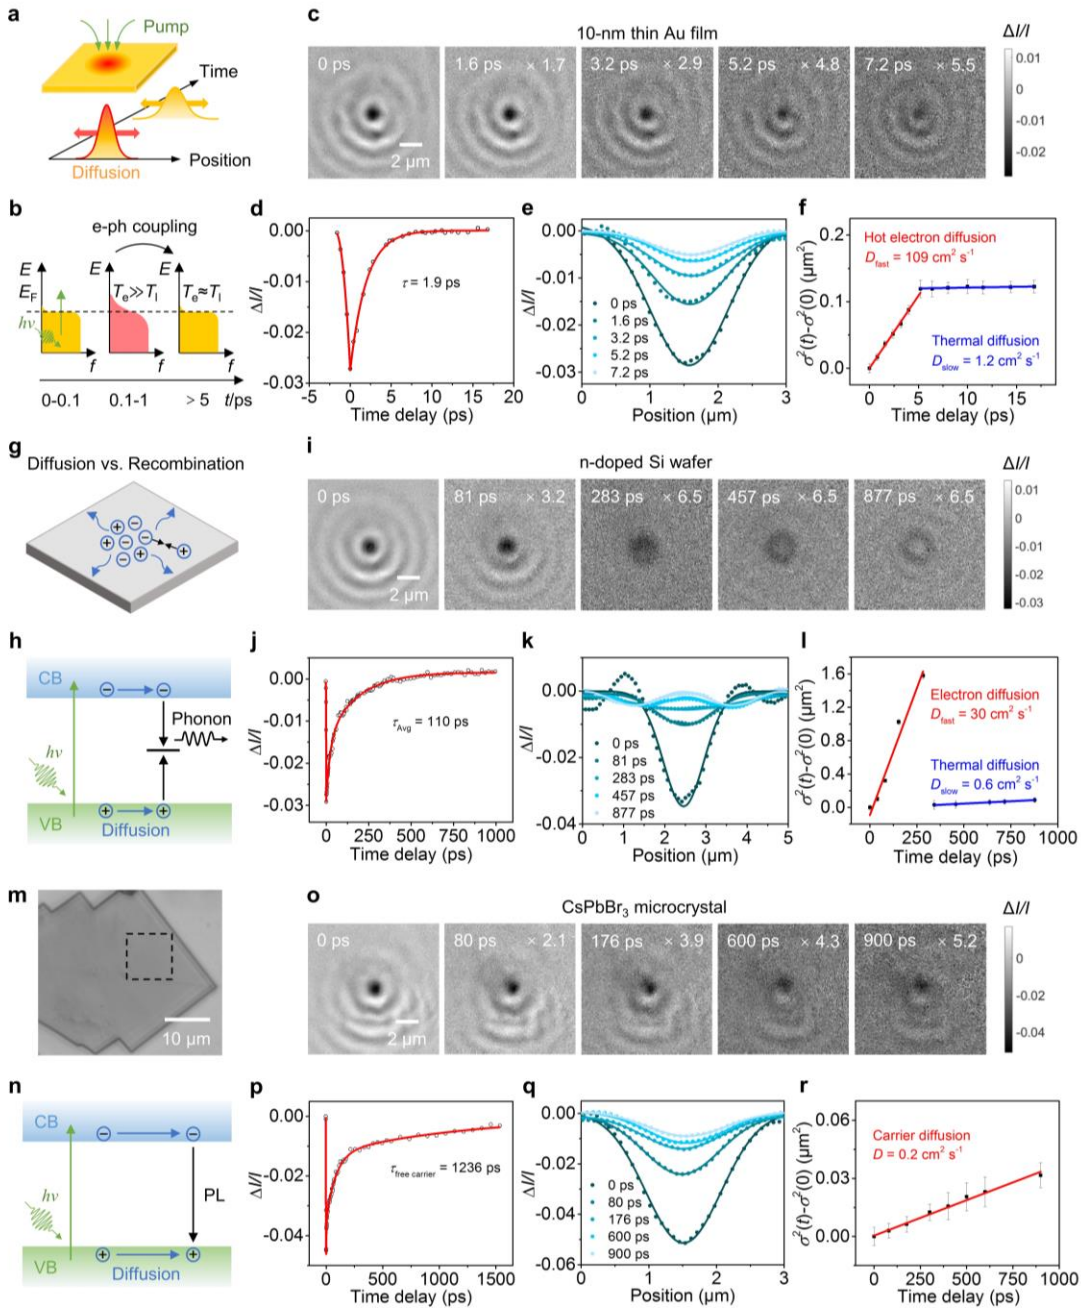 a
Pump
Time
Position
Diffusion
b
e-ph coupling
E
E
E
E_F
T_e≫T_l
T_e≈T_l
hν
f
f
f
0-0.1
0.1-1
> 5
t/ps
c
10-nm thin Au film
ΔI/I
0 ps
1.6 ps × 1.7
3.2 ps × 2.9
5.2 ps × 4.8
7.2 ps × 5.5
2 µm
0.01
0
-0.01
-0.02
d
0.00
-0.01
-0.02
-0.03
ΔI/I
τ = 1.9 ps
-5 0 5 10 15 20
Time delay (ps)
e
0.00
-0.01
-0.02
-0.03
ΔI/I
0 ps
1.6 ps
3.2 ps
5.2 ps
7.2 ps
0 1 2 3
Position (µm)
f
0.2
0.1
0.0
σ²(t)-σ²(0) (µm²)
Hot electron diffusion
D_fast = 109 cm² s⁻¹
Thermal diffusion
D_slow = 1.2 cm² s⁻¹
0 5 10 15
Time delay (ps)
g
Diffusion vs. Recombination
h
CB
Phonon
hν
VB
Diffusion
i
n-doped Si wafer
ΔI/I
0 ps
81 ps × 3.2
283 ps × 6.5
457 ps × 6.5
877 ps × 6.5
2 µm
0.01
0
-0.01
-0.02
-0.03
j
0.00
-0.01
-0.02
-0.03
ΔI/I
τ_Avg = 110 ps
0 250 500 750 1000
Time delay (ps)
k
0.00
-0.02
-0.04
ΔI/I
0 ps
81 ps
283 ps
457 ps
877 ps
0 1 2 3 4 5
Position (µm)
l
1.6
1.2
0.8
0.4
0.0
σ²(t)-σ²(0) (µm²)
Electron diffusion
D_fast = 30 cm² s⁻¹
Thermal diffusion
D_slow = 0.6 cm² s⁻¹
0 300 600 900
Time delay (ps)
m
10 µm
n
CB
PL
hν
VB
Diffusion
o
CsPbBr₃ microcrystal
ΔI/I
0 ps
80 ps × 2.1
176 ps × 3.9
600 ps × 4.3
900 ps × 5.2
2 µm
0
-0.02
-0.04
p
0.00
-0.02
-0.04
ΔI/I
τ_free carrier = 1236 ps
0 500 1000 1500
Time delay (ps)
q
0.00
-0.02
-0.04
-0.06
ΔI/I
0 ps
80 ps
176 ps
600 ps
900 ps
0 1 2 3
Position (µm)
r
0.06
0.03
0.00
σ²(t)-σ²(0) (µm²)
Carrier diffusion
D = 0.2 cm² s⁻¹
0 250 500 750 1000
Time delay (ps)